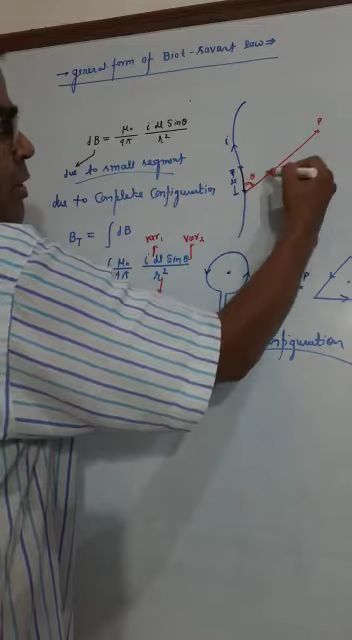 → general form of Biot-savart law ⇒
dB = μ₀/4π i dl Sinθ/r²
due to small segment
due to Complete Configuration
B_T = ∫ dB
var₁ var₂
∫ μ₀/4π i dl Sinθ/r²
i
dl
θ
P
P